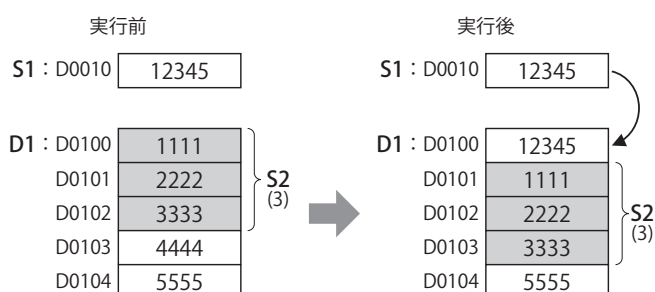 実行前 実行後
S1：D0010 12345 S1：D0010 12345
D1：D0100 1111 D1：D0100 12345
D0101 2222 S2 D0101 1111
D0102 3333 (3) D0102 2222 S2
D0103 4444 D0103 3333 (3)
D0104 5555 D0104 5555